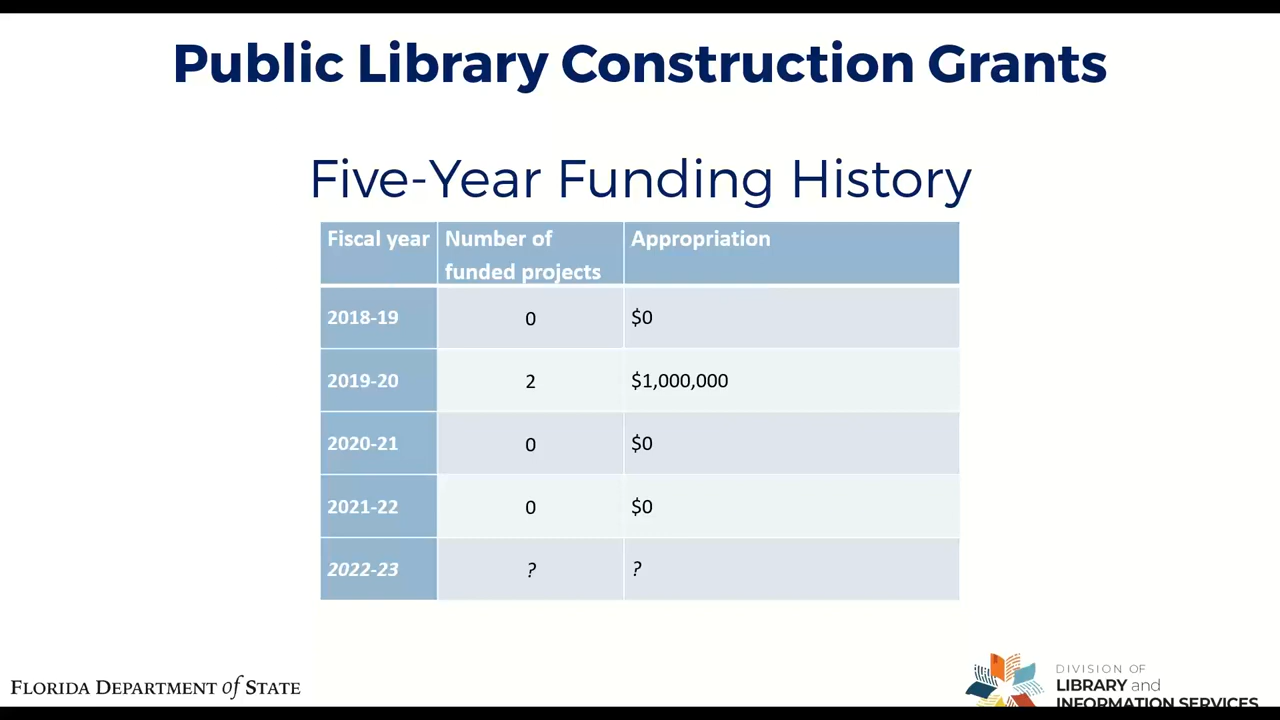 Public Library Construction Grants
Five-Year Funding History
Fiscal year Number of funded projects Appropriation
2018-19 0 $0
2019-20 2 $1,000,000
2020-21 0 $0
2021-22 0 $0
2022-23 ? ?
FLORIDA DEPARTMENT of STATE
DIVISION OF
LIBRARY and
INFORMATION SERVICES